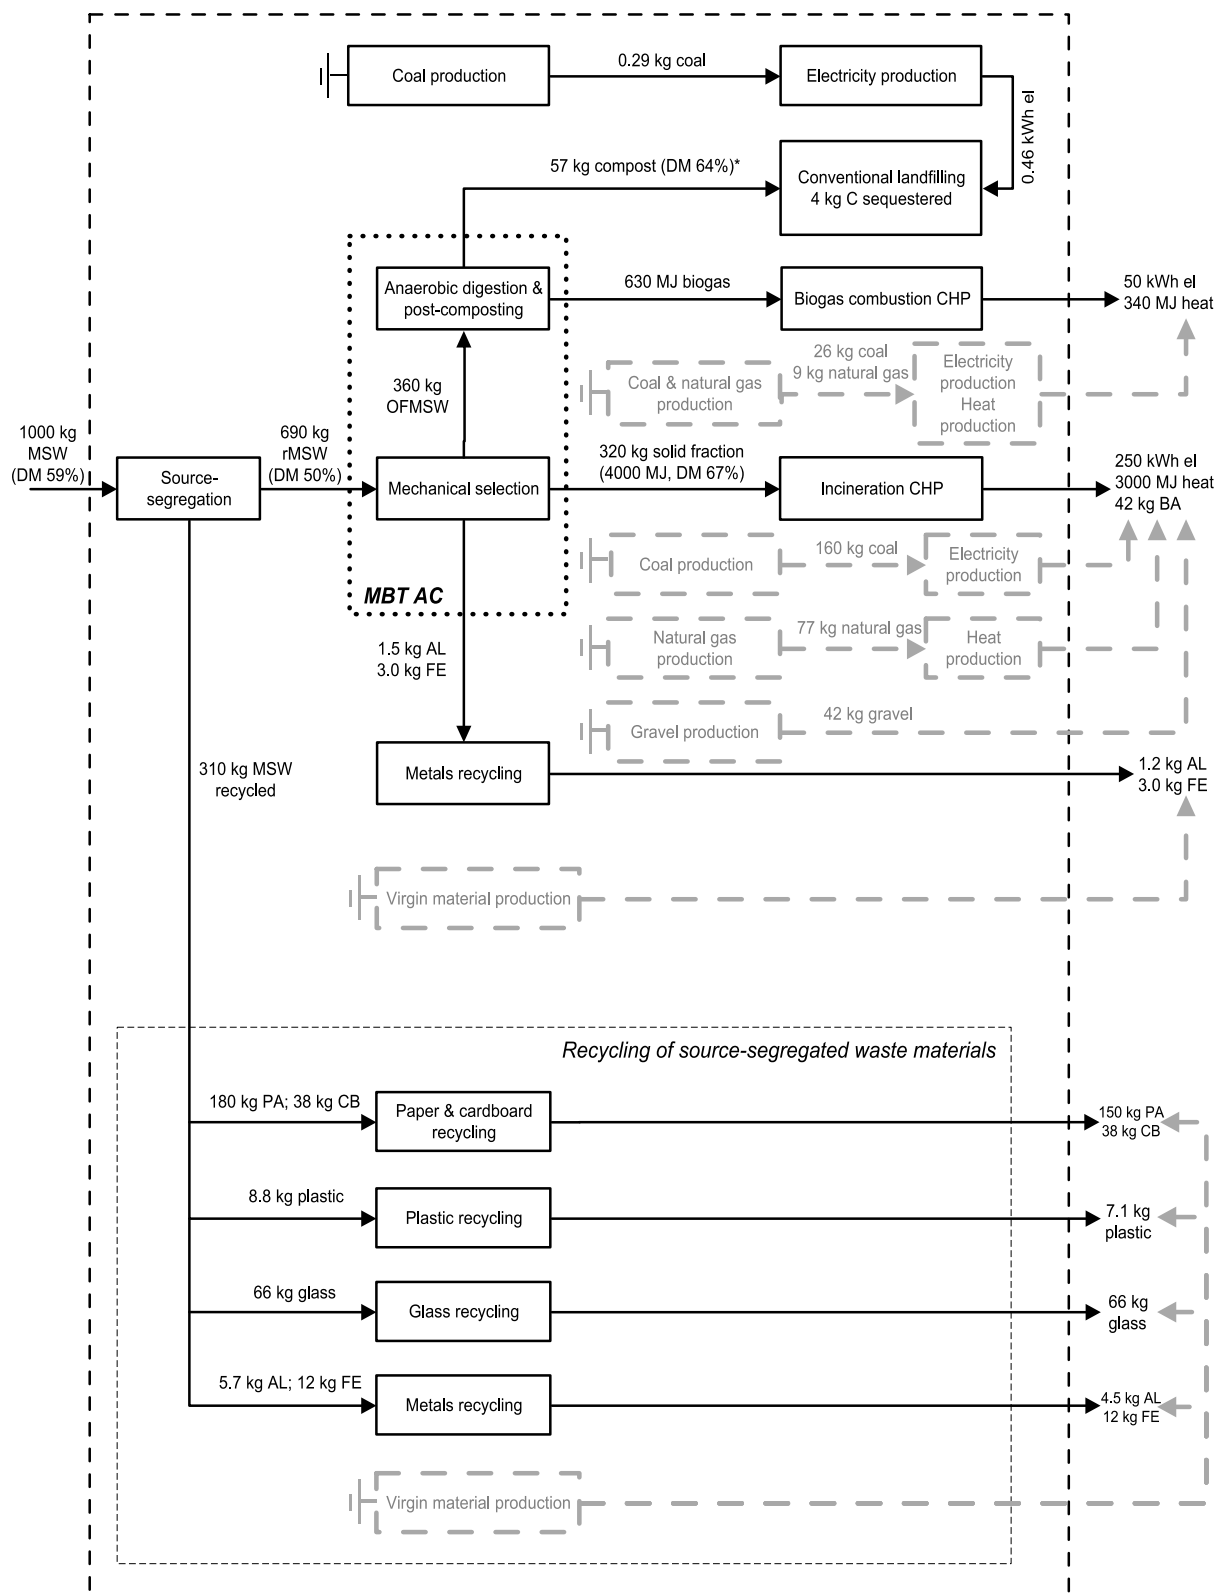 Coal production
0.29 kg coal
Electricity production
0.46 kWh el
57 kg compost (DM 64%)*
Conventional landfilling
4 kg C sequestered
Anaerobic digestion &
post-composting
630 MJ biogas
Biogas combustion CHP
50 kWh el
340 MJ heat
360 kg
OFMSW
Coal & natural gas
production
26 kg coal
9 kg natural gas
Electricity
production
Heat
production
1000 kg
MSW
(DM 59%)
Source-
segregation
690 kg
rMSW
(DM 50%)
Mechanical selection
320 kg solid fraction
(4000 MJ, DM 67%)
Incineration CHP
250 kWh el
3000 MJ heat
42 kg BA
MBT AC
Coal production
160 kg coal
Electricity
production
1.5 kg AL
3.0 kg FE
Natural gas
production
77 kg natural gas
Heat
production
Gravel production
42 kg gravel
310 kg MSW
recycled
Metals recycling
1.2 kg AL
3.0 kg FE
Virgin material production
Recycling of source-segregated waste materials
180 kg PA; 38 kg CB
Paper & cardboard
recycling
150 kg PA
38 kg CB
8.8 kg plastic
Plastic recycling
7.1 kg
plastic
66 kg glass
Glass recycling
66 kg
glass
5.7 kg AL; 12 kg FE
Metals recycling
4.5 kg AL
12 kg FE
Virgin material production